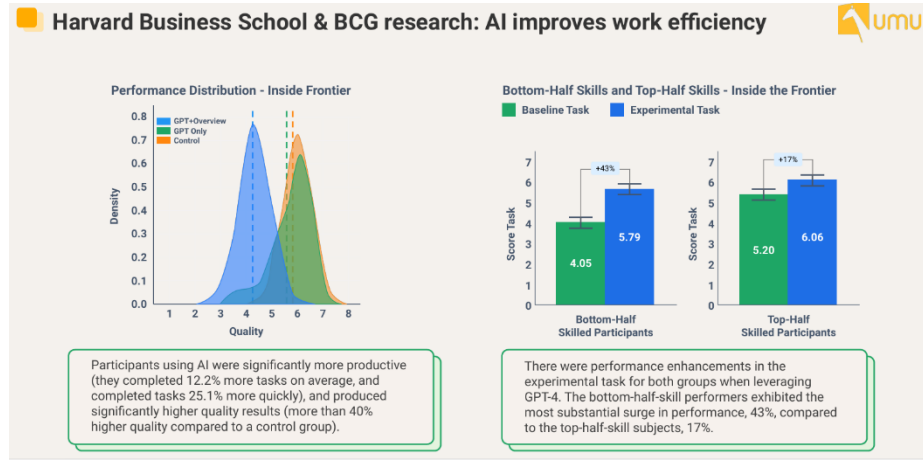 Harvard Business School & BCG research: AI improves work efficiency
umu
Performance Distribution - Inside Frontier
GPT+Overview
GPT Only
Control
Density
0.8
0.7
0.6
0.5
0.4
0.3
0.2
0.1
0.0
1 2 3 4 5 6 7 8
Quality
Participants using AI were significantly more productive
(they completed 12.2% more tasks on average, and
completed tasks 25.1% more quickly), and produced
significantly higher quality results (more than 40%
higher quality compared to a control group).
Bottom-Half Skills and Top-Half Skills - Inside the Frontier
Baseline Task Experimental Task
Score Task
7
6
5
4
3
2
1
0
+43%
4.05
5.79
Bottom-Half
Skilled Participants
Score Task
7
6
5
4
3
2
1
0
+17%
5.20
6.06
Top-Half
Skilled Participants
There were performance enhancements in the
experimental task for both groups when leveraging
GPT-4. The bottom-half-skill performers exhibited the
most substantial surge in performance, 43%, compared
to the top-half-skill subjects, 17%.